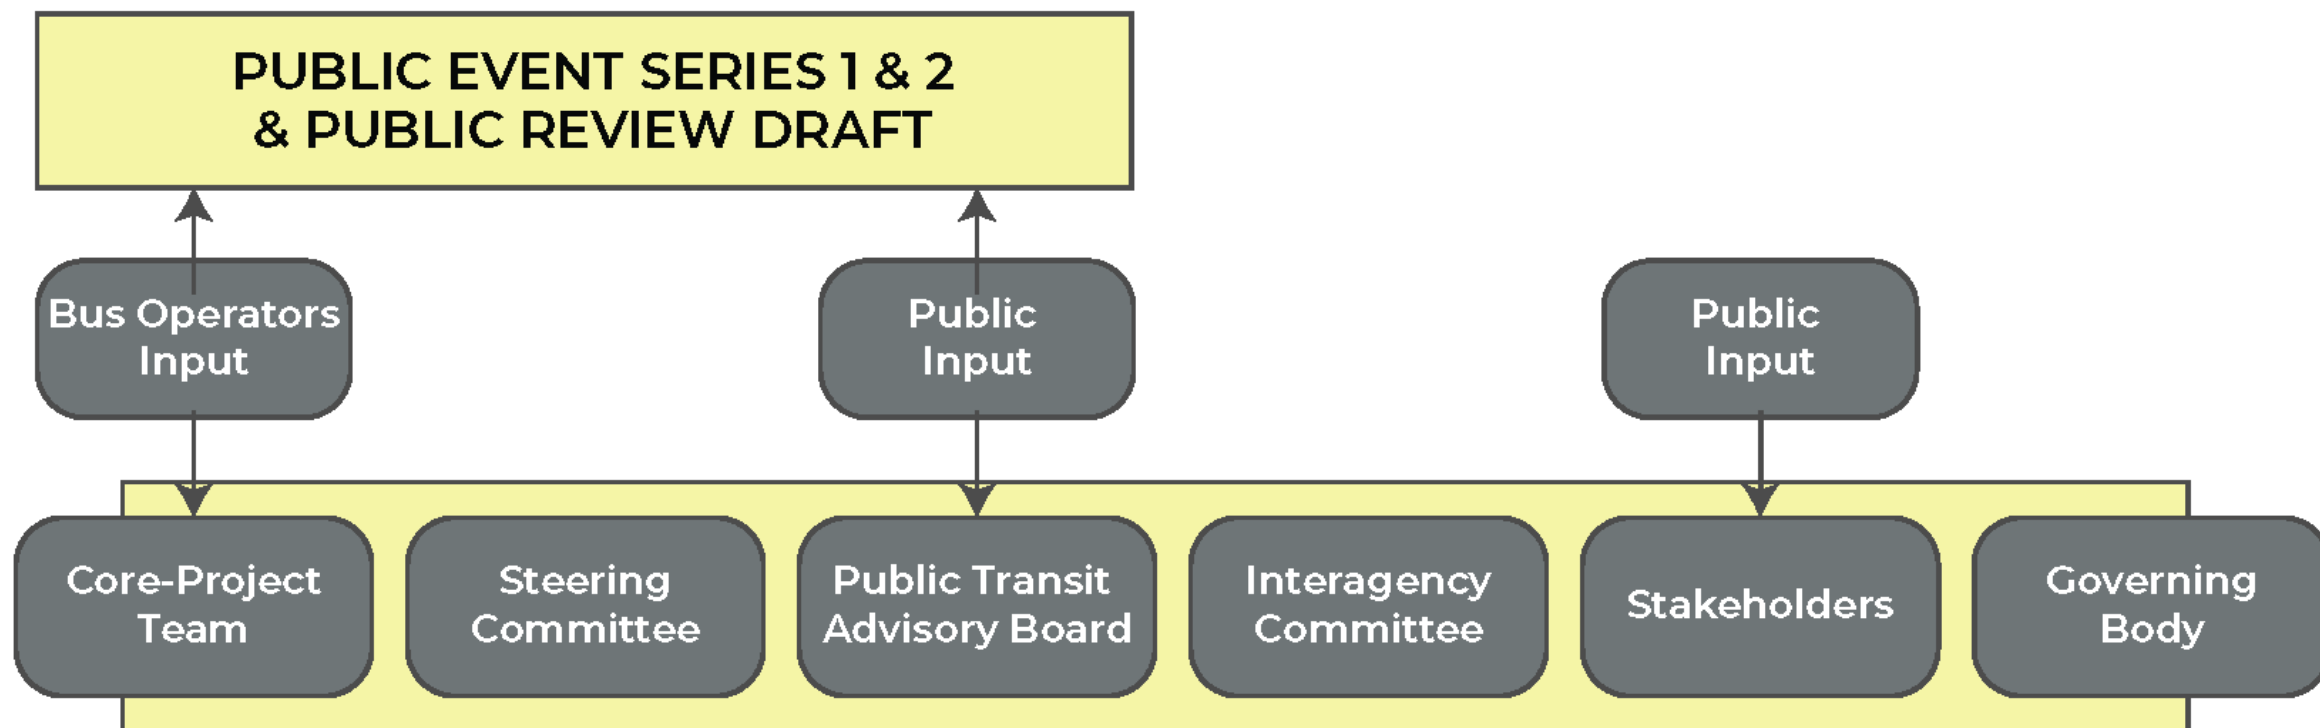 PUBLIC EVENT SERIES 1 & 2
& PUBLIC REVIEW DRAFT
Bus Operators
Input
Public
Input
Public
Input
Core-Project
Team
Steering
Committee
Public Transit
Advisory Board
Interagency
Committee
Stakeholders
Governing
Body